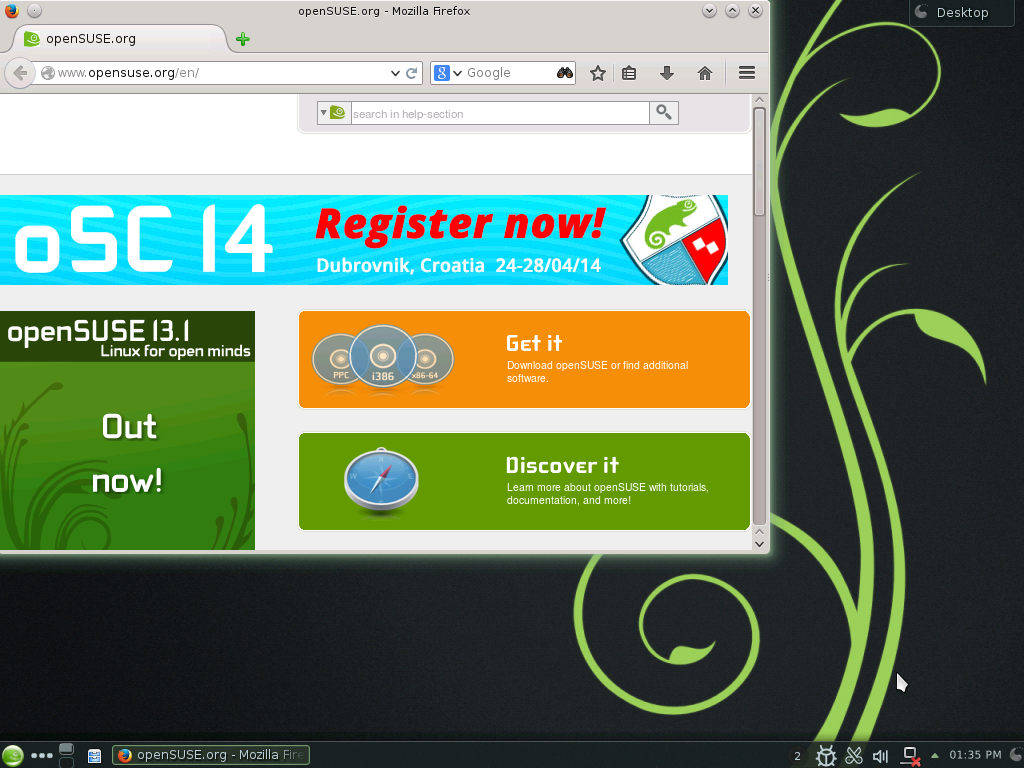 openSUSE.org - Mozilla Firefox
Desktop
openSUSE.org
www.opensuse.org/en/
Google
search in help-section
oSC 14
Register now!
Dubrovnik, Croatia 24-28/04/14
openSUSE 13.1
Linux for open minds
Out
now!
PPC
i386
x86-64
Get it
Download openSUSE or find additional
software.
W
E
Discover it
Learn more about openSUSE with tutorials,
documentation, and more!
openSUSE.org - Mozilla Fire
2
01:35 PM